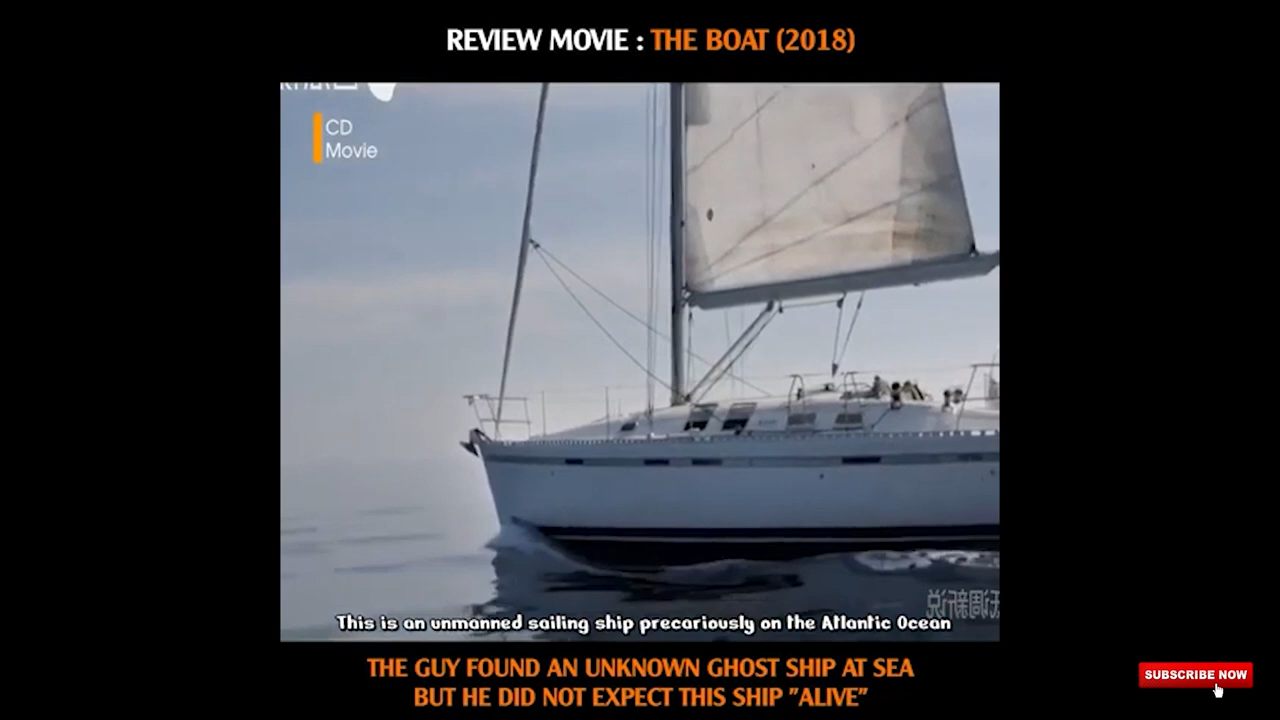 REVIEW MOVIE : THE BOAT (2018)
CD
Movie
This is an unmanned sailing ship precariously on the Atlantic Ocean
THE GUY FOUND AN UNKNOWN GHOST SHIP AT SEA
BUT HE DID NOT EXPECT THIS SHIP "ALIVE"
SUBSCRIBE NOW